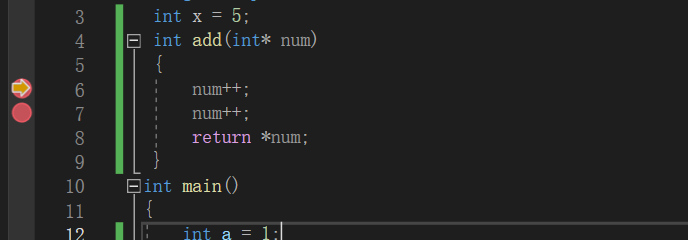 3 int x = 5;
4 int add(int* num)
5 {
6 num++;
7 num++;
8 return *num;
9 }
10 int main()
11 {
12 int a = 1;